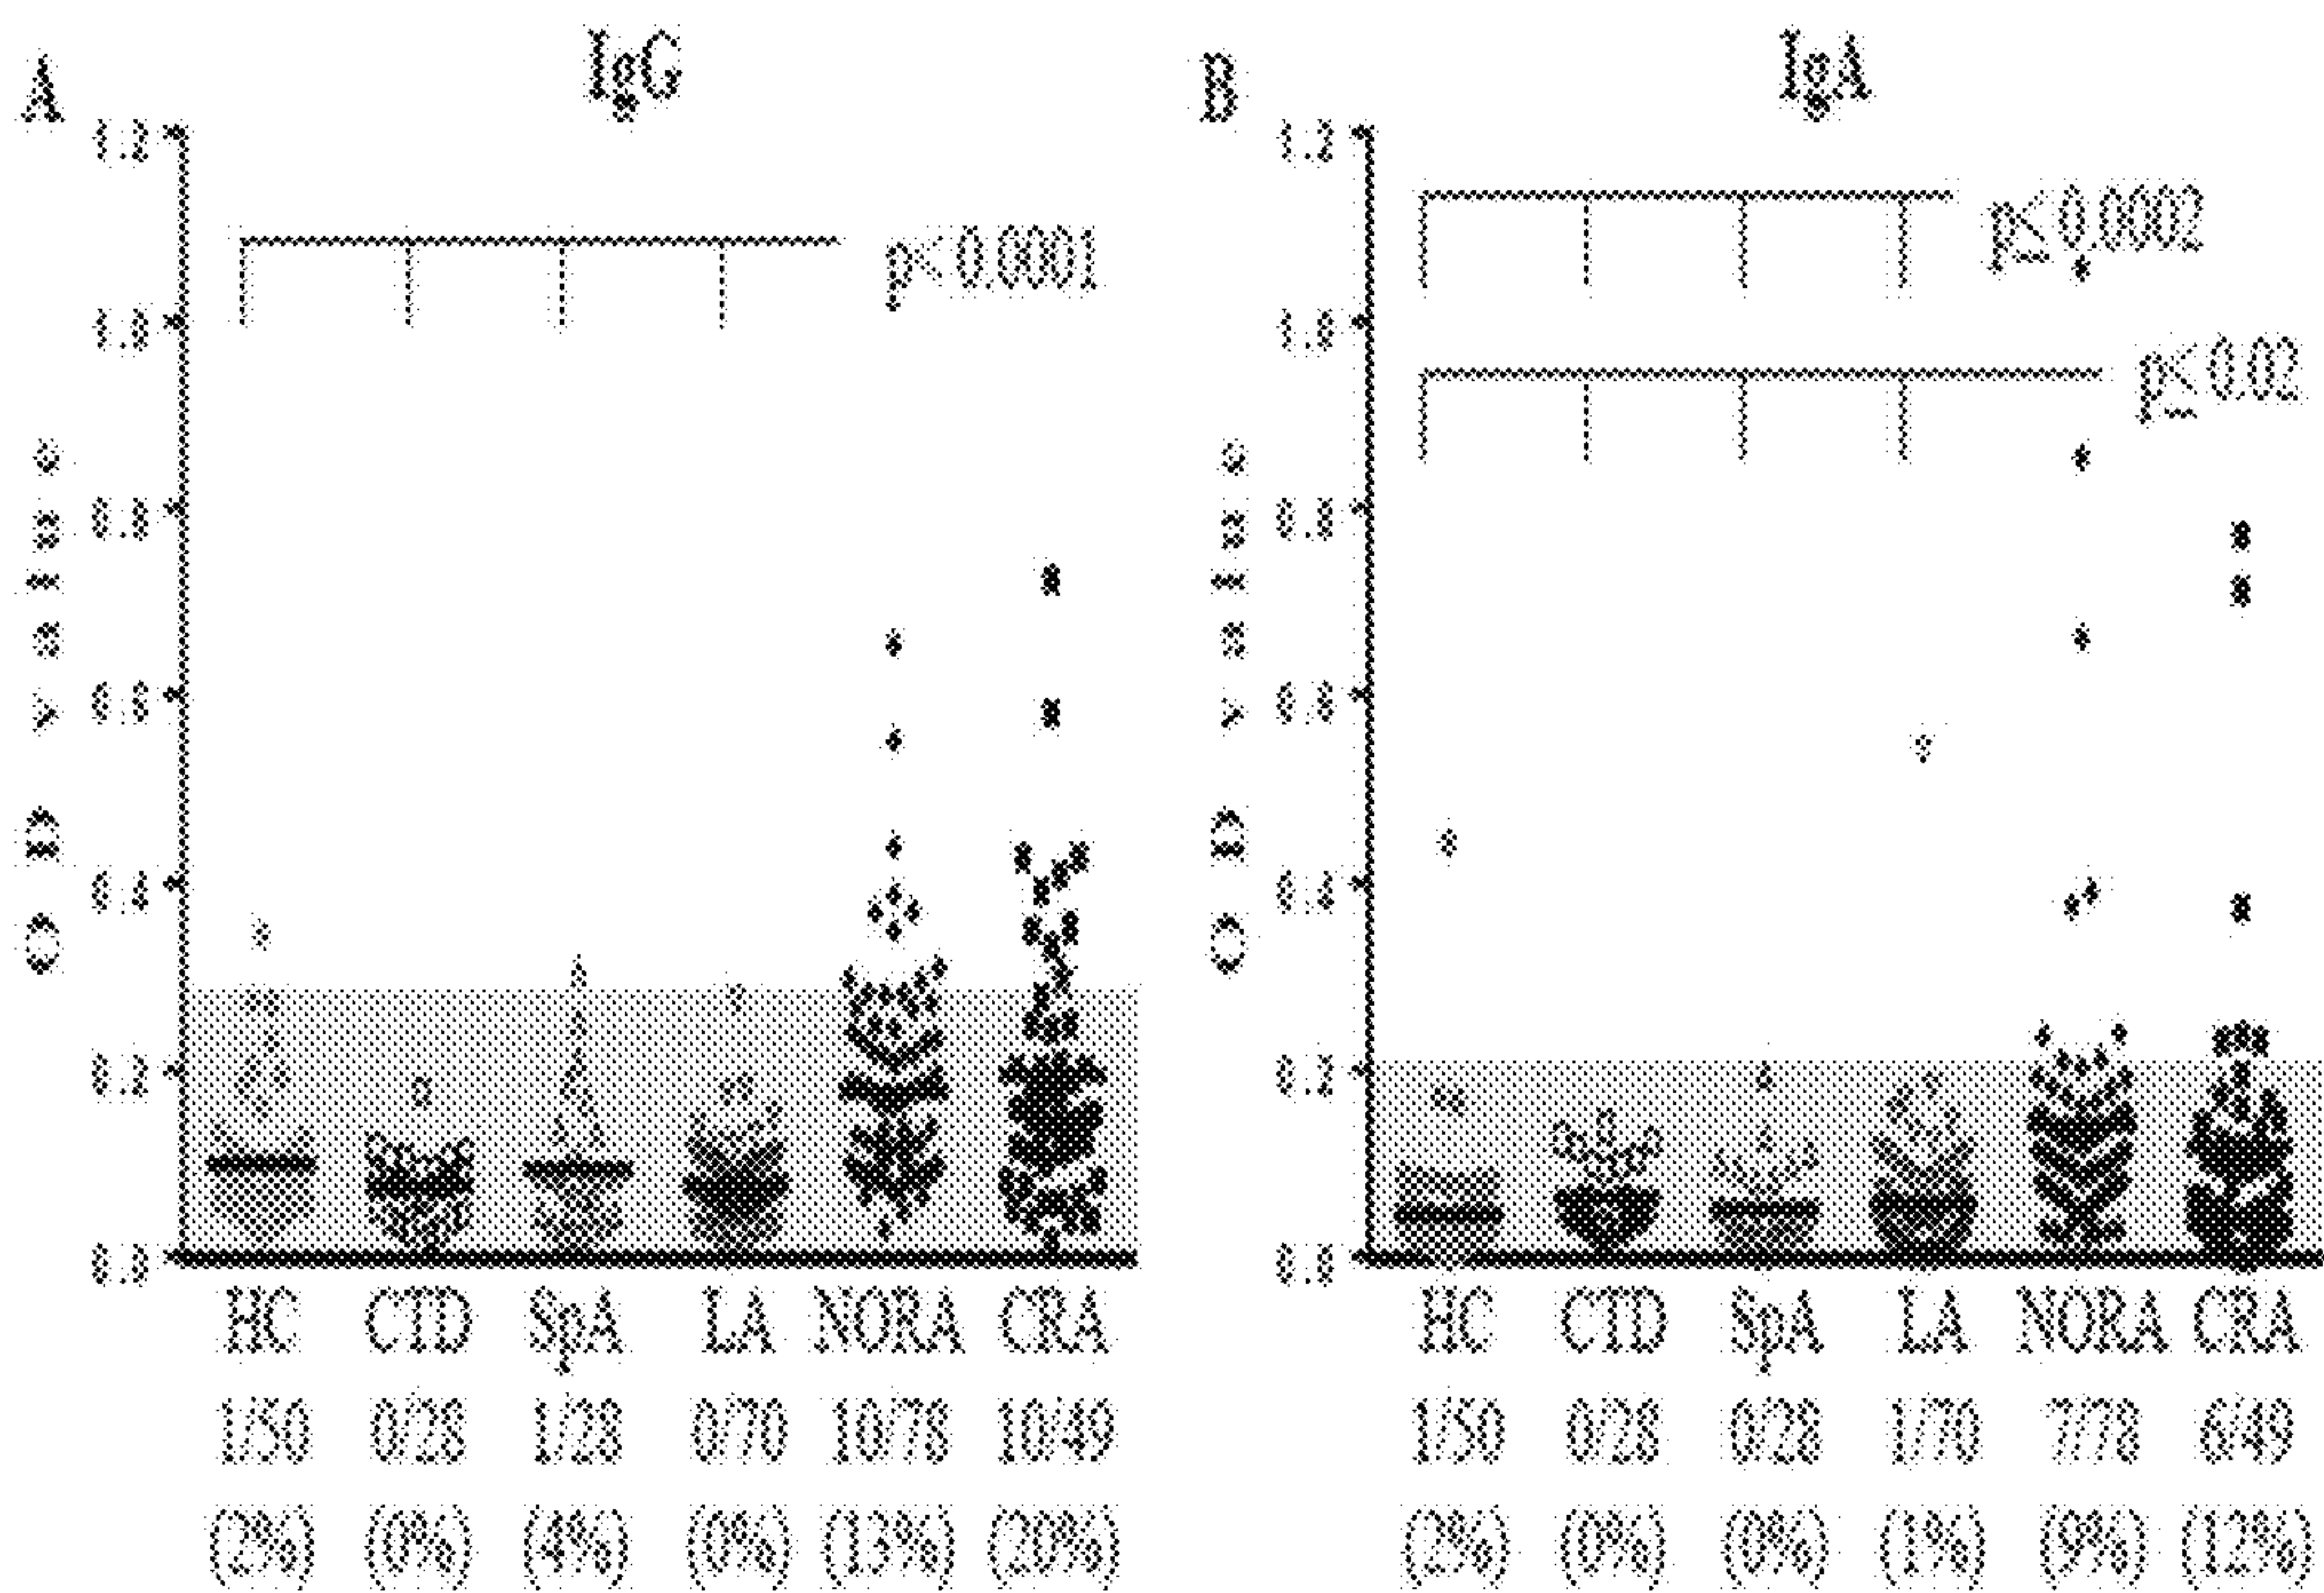 A IgG
1.2
1.0
0.8
0.6
0.4
0.2
0.0
OD value
p<0.0001
HC CTD SpA LA NORA CRA
1/50 0/28 1/28 0/70 10/78 10/49
(2%) (0%) (4%) (0%) (13%) (20%)
B IgA
1.2
1.0
0.8
0.6
0.4
0.2
0.0
OD value
p≤0.0002
p≤0.02
HC CTD SpA LA NORA CRA
1/50 0/28 0/28 1/70 7/78 6/49
(2%) (0%) (0%) (1%) (9%) (12%)